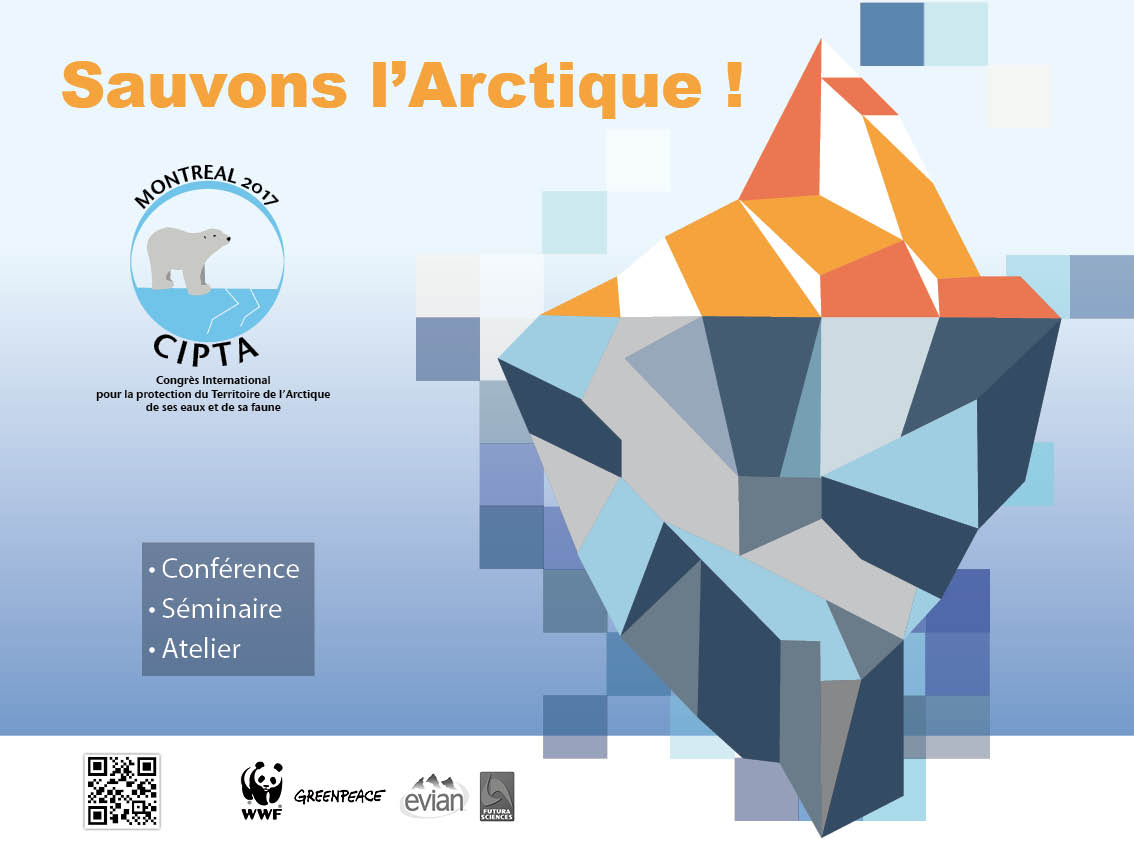 Sauvons l’Arctique !
MONTREAL 2017
CIPTA
Congrès International
pour la protection du Territoire de l’Arctique
de ses eaux et de sa faune
• Conférence
• Séminaire
• Atelier
WWF
GREENPEACE
evian
FUTURA
SCIENCES